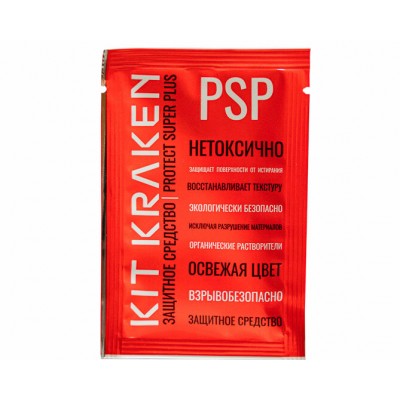 KIT KRAKEN
ЗАЩИТНОЕ СРЕДСТВО | PROTECT SUPER PLUS
PSP
НЕТОКСИЧНО
ЗАЩИЩАЕТ ПОВЕРХНОСТИ ОТ ИСТИРАНИЯ
ВОССТАНАВЛИВАЕТ ТЕКСТУРУ
ЭКОЛОГИЧЕСКИ БЕЗОПАСНО
ИСКЛЮЧАЯ РАЗРУШЕНИЕ МАТЕРИАЛОВ
ОРГАНИЧЕСКИЕ РАСТВОРИТЕЛИ
ОСВЕЖАЯ ЦВЕТ
ВЗРЫВОБЕЗОПАСНО
ЗАЩИТНОЕ СРЕДСТВО